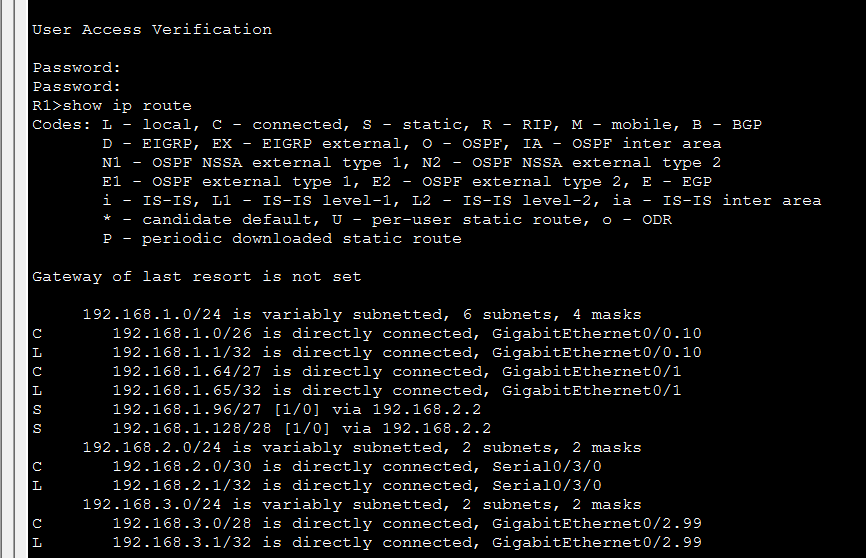 User Access Verification
Password:
Password:
R1>show ip route
Codes: L - local, C - connected, S - static, R - RIP, M - mobile, B - BGP
D - EIGRP, EX - EIGRP external, O - OSPF, IA - OSPF inter area
N1 - OSPF NSSA external type 1, N2 - OSPF NSSA external type 2
E1 - OSPF external type 1, E2 - OSPF external type 2, E - EGP
i - IS-IS, L1 - IS-IS level-1, L2 - IS-IS level-2, ia - IS-IS inter area
* - candidate default, U - per-user static route, o - ODR
P - periodic downloaded static route
Gateway of last resort is not set
192.168.1.0/24 is variably subnetted, 6 subnets, 4 masks
C 192.168.1.0/26 is directly connected, GigabitEthernet0/0.10
L 192.168.1.1/32 is directly connected, GigabitEthernet0/0.10
C 192.168.1.64/27 is directly connected, GigabitEthernet0/1
L 192.168.1.65/32 is directly connected, GigabitEthernet0/1
S 192.168.1.96/27 [1/0] via 192.168.2.2
S 192.168.1.128/28 [1/0] via 192.168.2.2
192.168.2.0/24 is variably subnetted, 2 subnets, 2 masks
C 192.168.2.0/30 is directly connected, Serial0/3/0
L 192.168.2.1/32 is directly connected, Serial0/3/0
192.168.3.0/24 is variably subnetted, 2 subnets, 2 masks
C 192.168.3.0/28 is directly connected, GigabitEthernet0/2.99
L 192.168.3.1/32 is directly connected, GigabitEthernet0/2.99